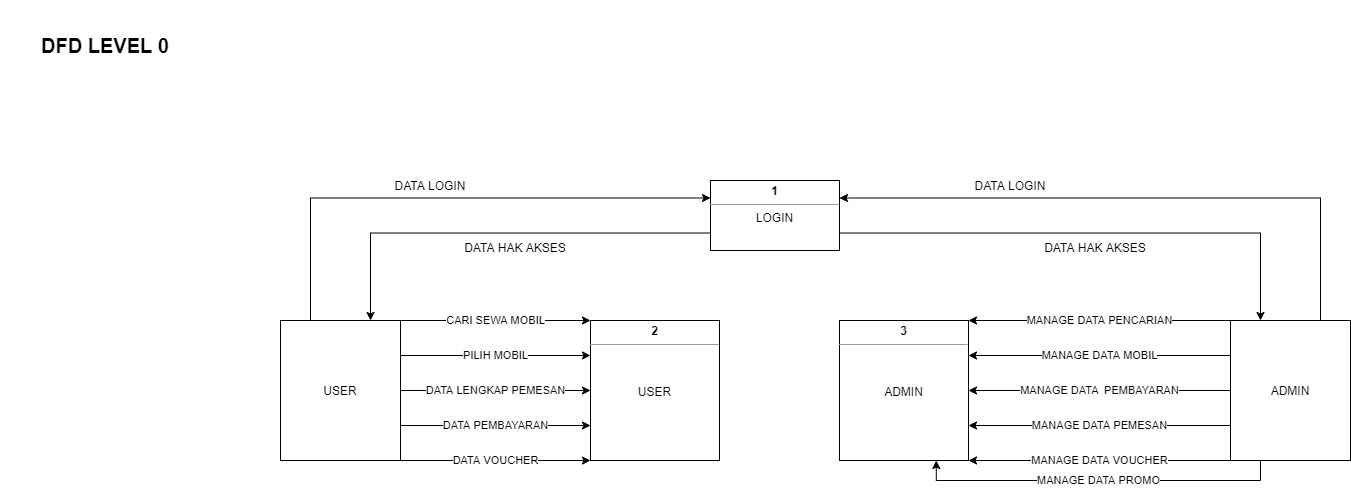 DFD LEVEL 0
DATA LOGIN
1
DATA LOGIN
LOGIN
DATA HAK AKSES
DATA HAK AKSES
CARI SEWA MOBIL
PILIH MOBIL
DATA LENGKAP PEMESAN
DATA PEMBAYARAN
DATA VOUCHER
USER
2
USER
3
ADMIN
MANAGE DATA PENCARIAN
MANAGE DATA MOBIL
MANAGE DATA  PEMBAYARAN
MANAGE DATA PEMESAN
MANAGE DATA VOUCHER
MANAGE DATA PROMO
ADMIN